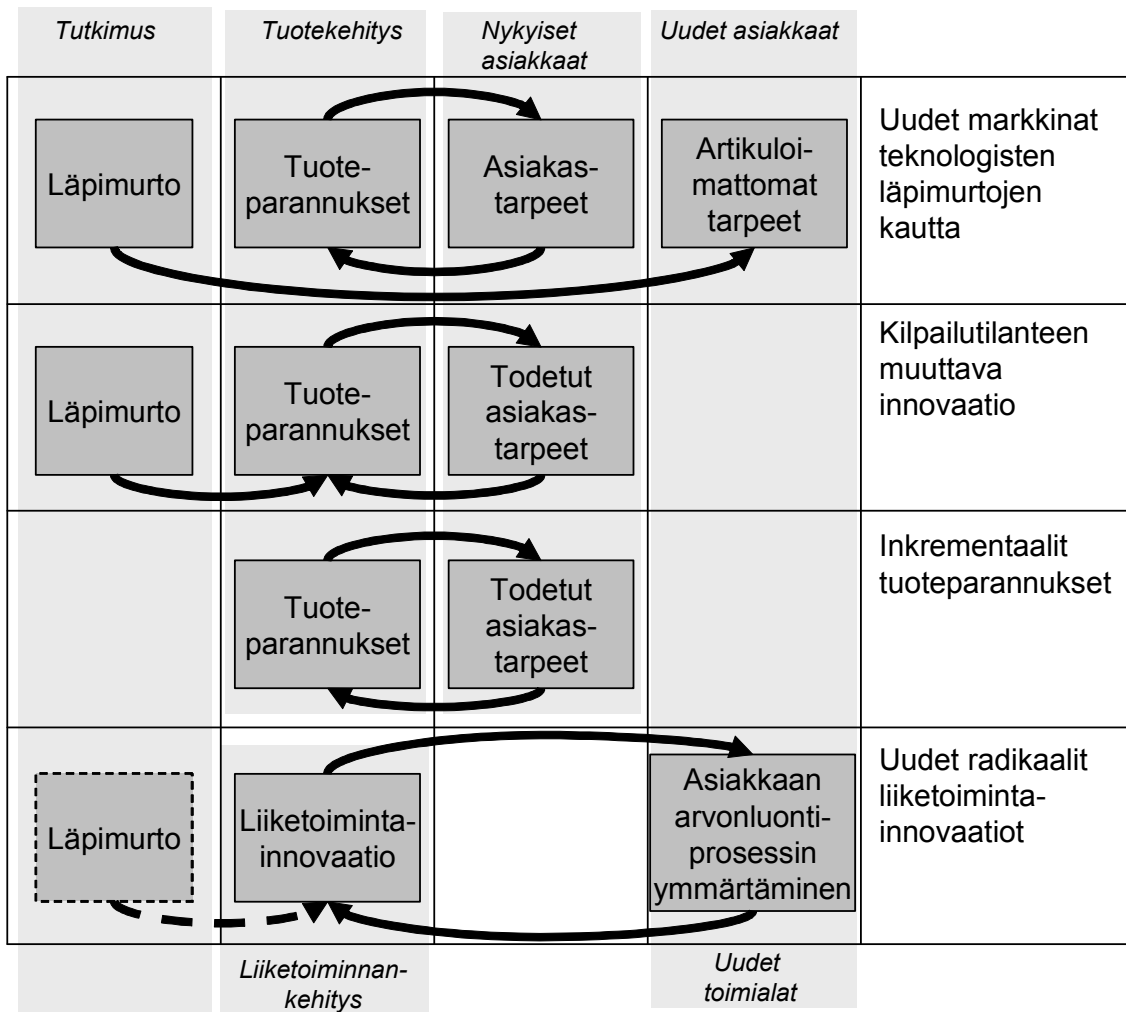 Tutkimus
Tuotekehitys
Nykyiset
asiakkaat
Uudet asiakkaat
Läpimurto
Tuote-
parannukset
Asiakas-
tarpeet
Artikuloi-
mattomat
tarpeet
Uudet markkinat
teknologisten
läpimurtojen
kautta
Läpimurto
Tuote-
parannukset
Todetut
asiakas-
tarpeet
Kilpailutilanteen
muuttava
innovaatio
Tuote-
parannukset
Todetut
asiakas-
tarpeet
Inkrementaalit
tuoteparannukset
Läpimurto
Liiketoiminta-
innovaatio
Asiakkaan
arvonluonti-
prosessin
ymmärtäminen
Uudet radikaalit
liiketoiminta-
innovaatiot
Liiketoiminnan-
kehitys
Uudet
toimialat